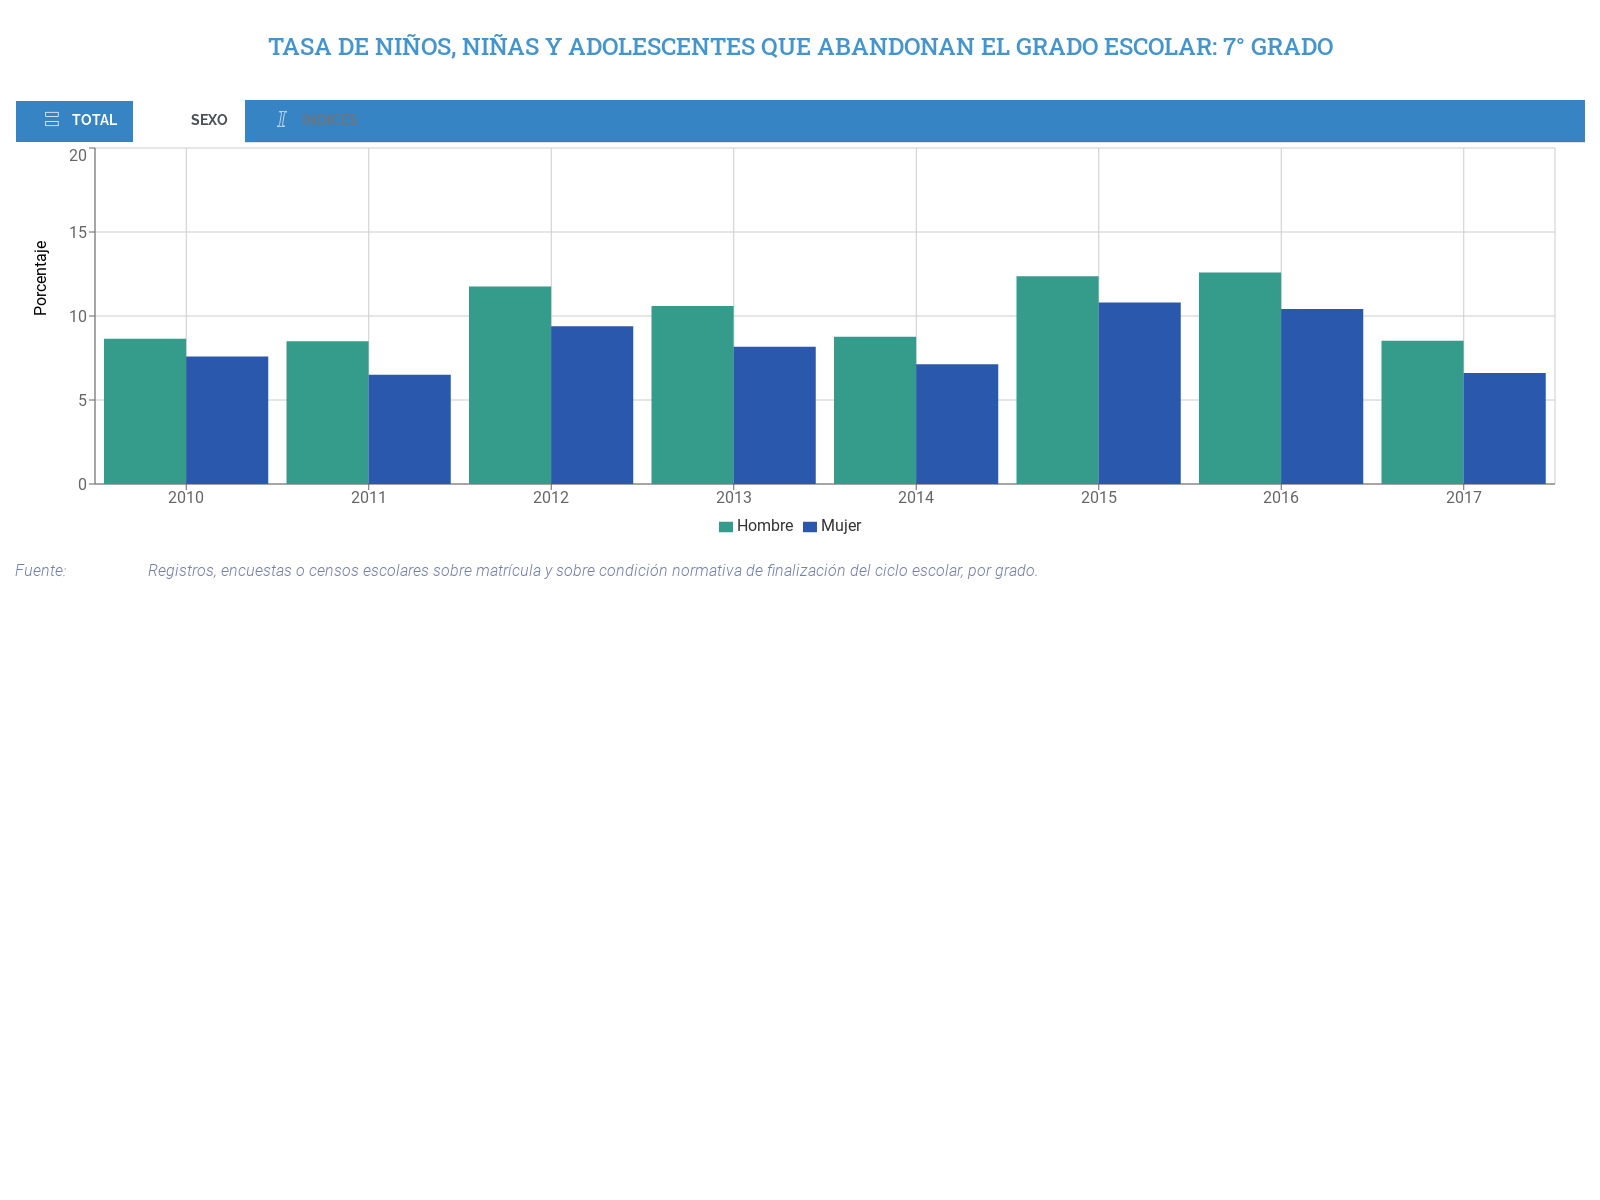 TASA DE NIÑOS, NIÑAS Y ADOLESCENTES QUE ABANDONAN EL GRADO ESCOLAR: 7° GRADO
TOTAL SEXO INDICES
20
15
10
5
0
Porcentaje
2010 2011 2012 2013 2014 2015 2016 2017
Hombre Mujer
Fuente: Registros, encuestas o censos escolares sobre matrícula y sobre condición normativa de finalización del ciclo escolar, por grado.